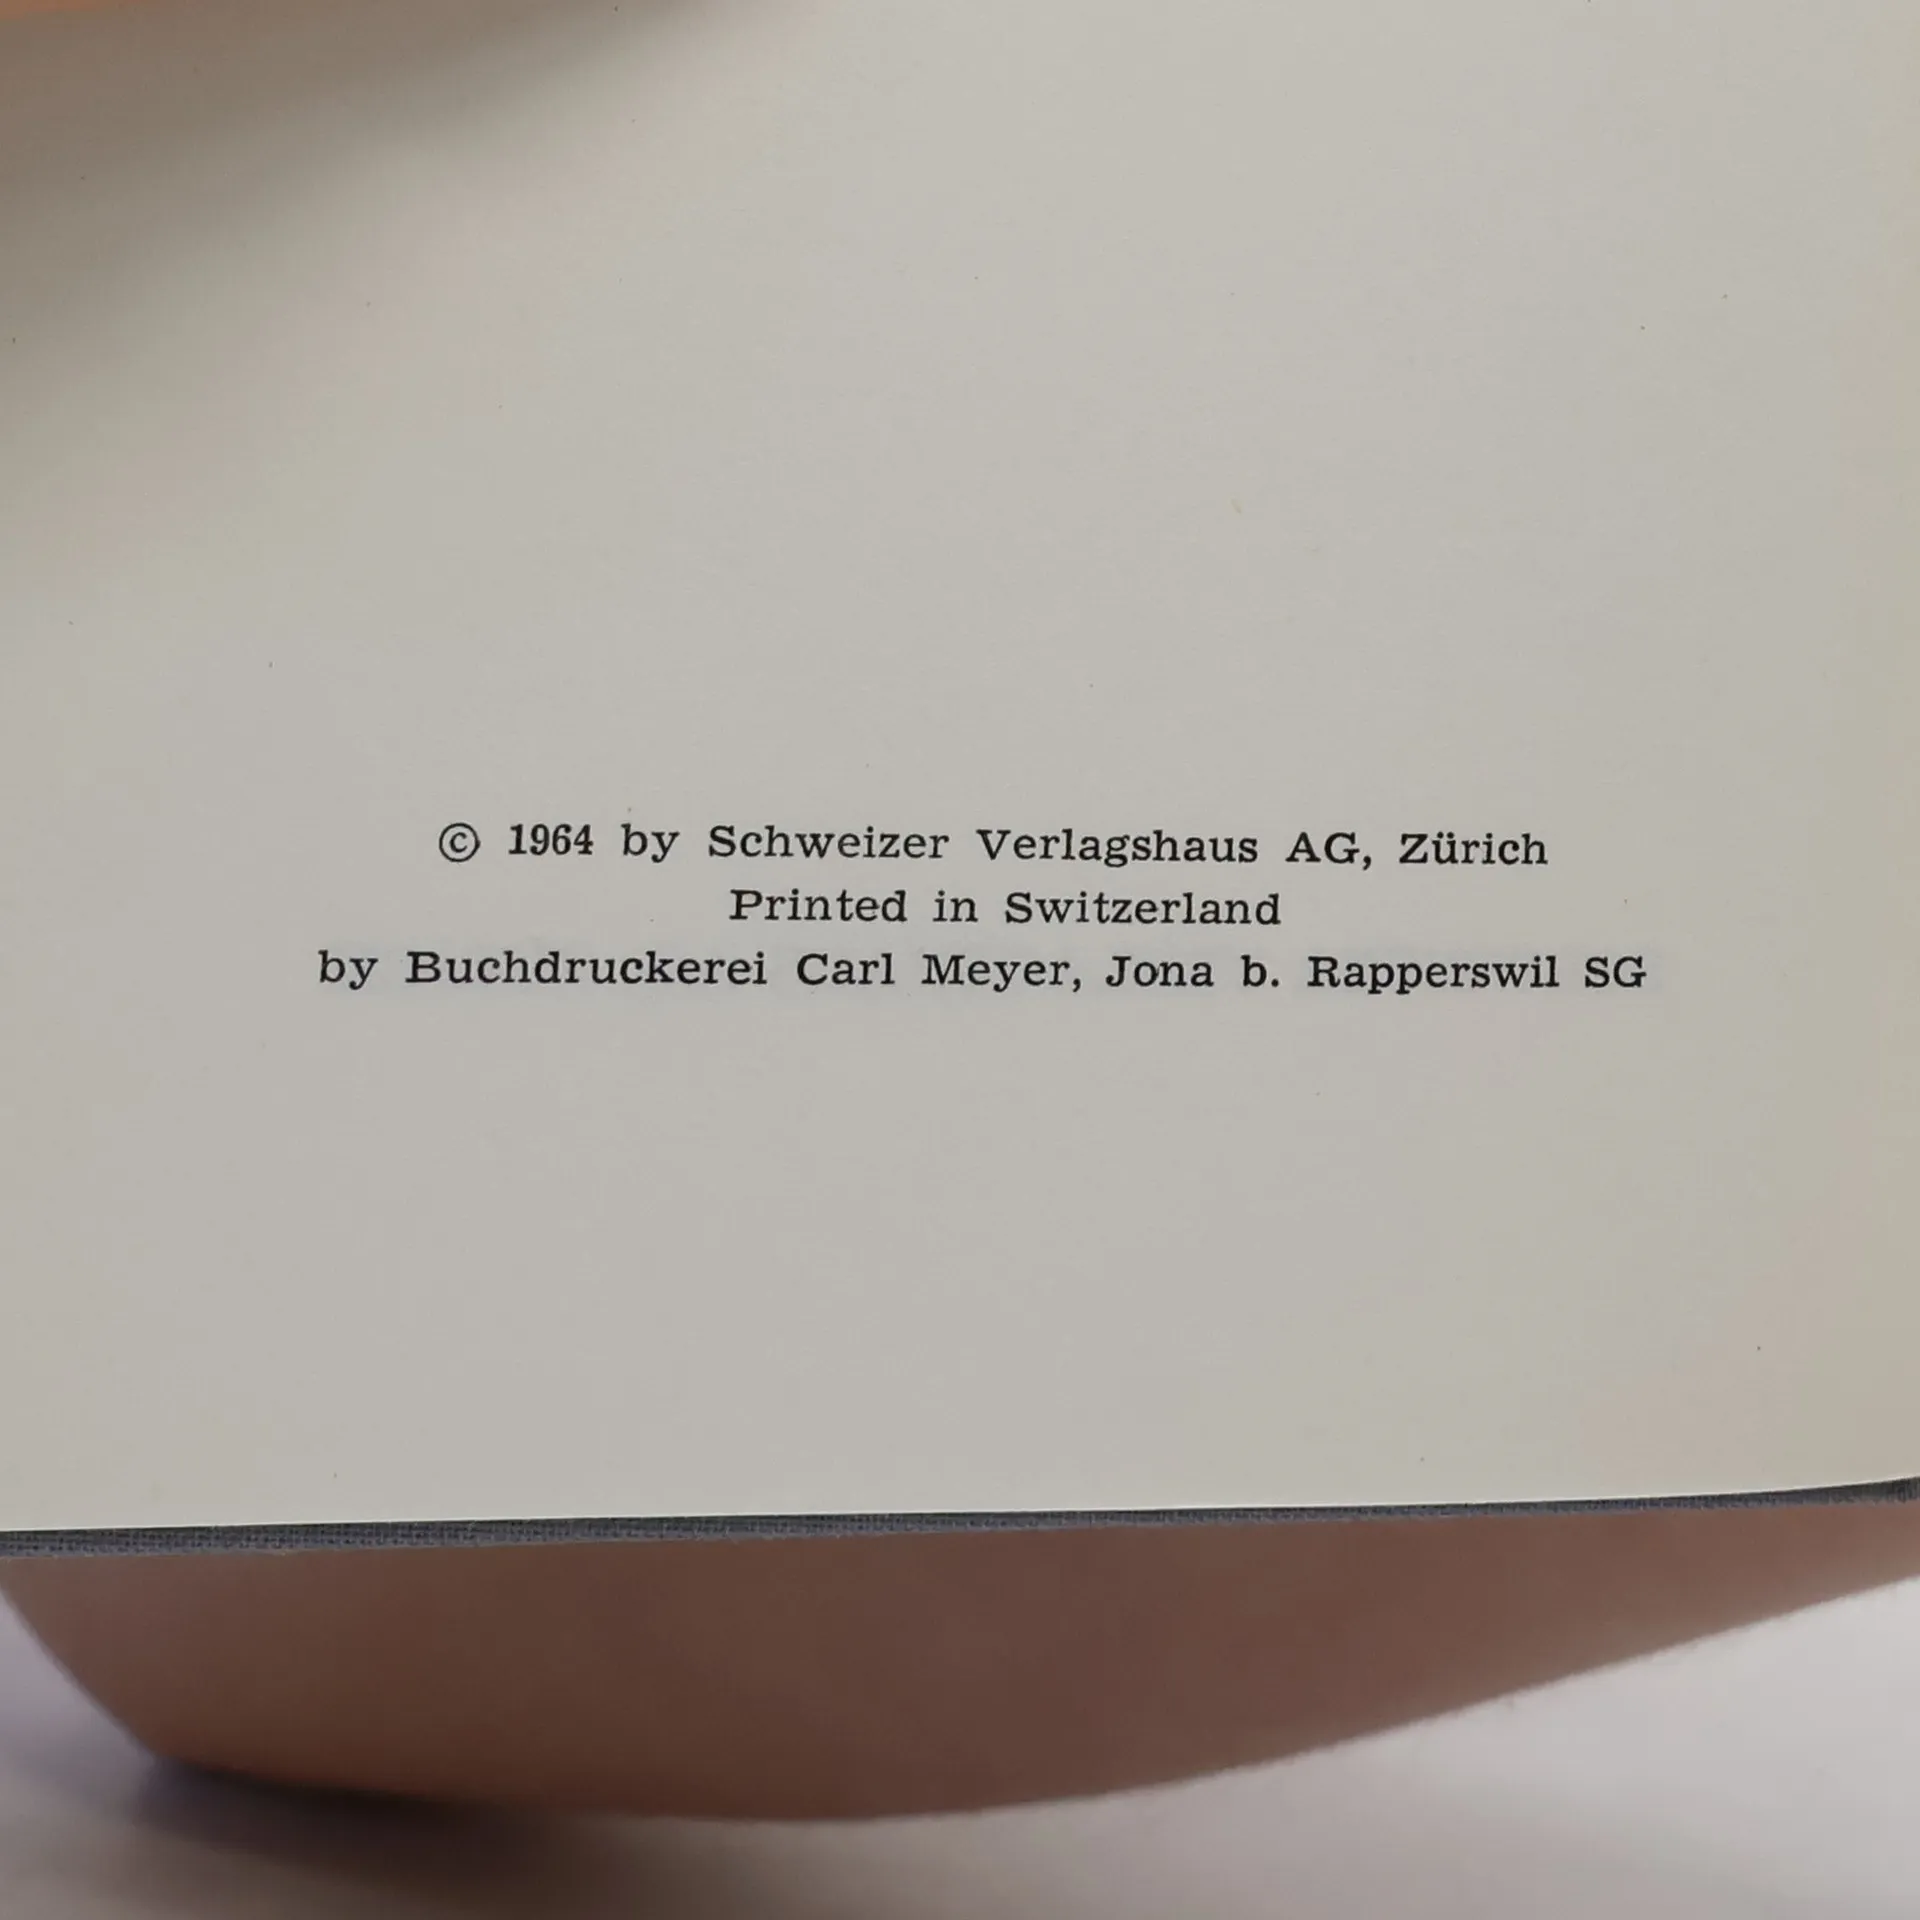 © 1964 by Schweizer Verlagshaus AG, Zürich
Printed in Switzerland
by Buchdruckerei Carl Meyer, Jona b. Rapperswil SG